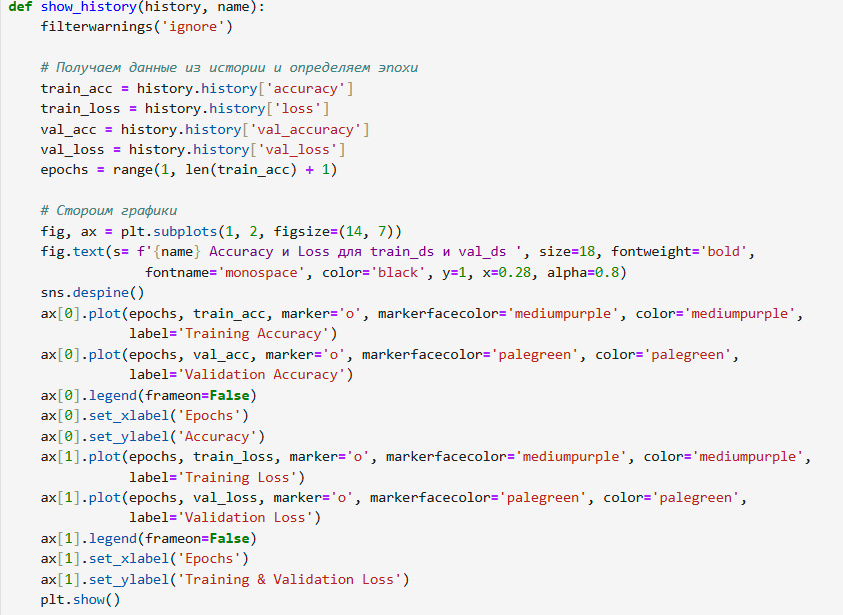 def show_history(history, name):
    filterwarnings('ignore')

    # Получаем данные из истории и определяем эпохи
    train_acc = history.history['accuracy']
    train_loss = history.history['loss']
    val_acc = history.history['val_accuracy']
    val_loss = history.history['val_loss']
    epochs = range(1, len(train_acc) + 1)

    # Стороим графики
    fig, ax = plt.subplots(1, 2, figsize=(14, 7))
    fig.text(s= f'{name} Accuracy и Loss для train_ds и val_ds ', size=18, fontweight='bold',
             fontname='monospace', color='black', y=1, x=0.28, alpha=0.8)
    sns.despine()
    ax[0].plot(epochs, train_acc, marker='o', markerfacecolor='mediumpurple', color='mediumpurple',
               label='Training Accuracy')
    ax[0].plot(epochs, val_acc, marker='o', markerfacecolor='palegreen', color='palegreen',
               label='Validation Accuracy')
    ax[0].legend(frameon=False)
    ax[0].set_xlabel('Epochs')
    ax[0].set_ylabel('Accuracy')
    ax[1].plot(epochs, train_loss, marker='o', markerfacecolor='mediumpurple', color='mediumpurple',
               label='Training Loss')
    ax[1].plot(epochs, val_loss, marker='o', markerfacecolor='palegreen', color='palegreen',
               label='Validation Loss')
    ax[1].legend(frameon=False)
    ax[1].set_xlabel('Epochs')
    ax[1].set_ylabel('Training & Validation Loss')
    plt.show()